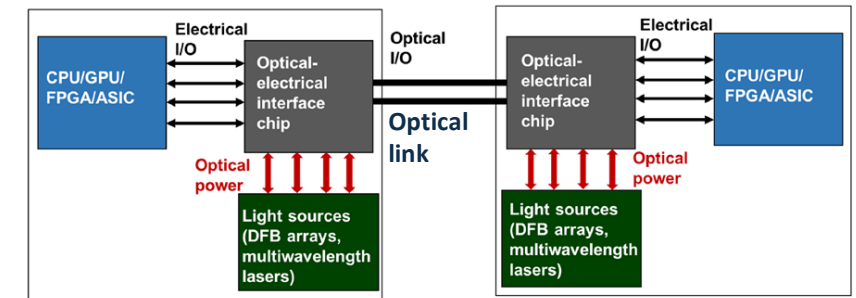 Electrical
I/O
CPU/GPU/
FPGA/ASIC
Optical-
electrical
interface
chip
Optical
power
Light sources
(DFB arrays,
multiwavelength
lasers)
Optical
I/O
Optical
link
Optical-
electrical
interface
chip
Electrical
I/O
CPU/GPU/
FPGA/ASIC
Optical
power
Light sources
(DFB arrays,
multiwavelength
lasers)